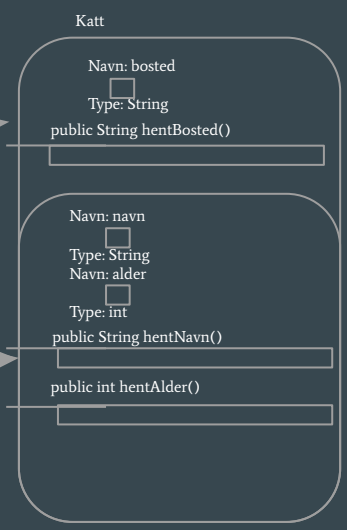 Katt
Navn: bosted
Type: String
public String hentBosted()
Navn: navn
Type: String
Navn: alder
Type: int
public String hentNavn()
public int hentAlder()